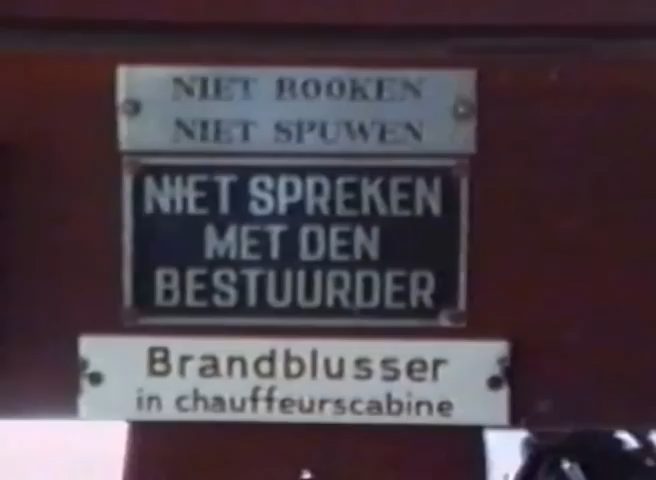 NIET ROOKEN
NIET SPUWEN
NIET SPREKEN
MET DEN
BESTUURDER
Brandblusser
in chauffeurscabine